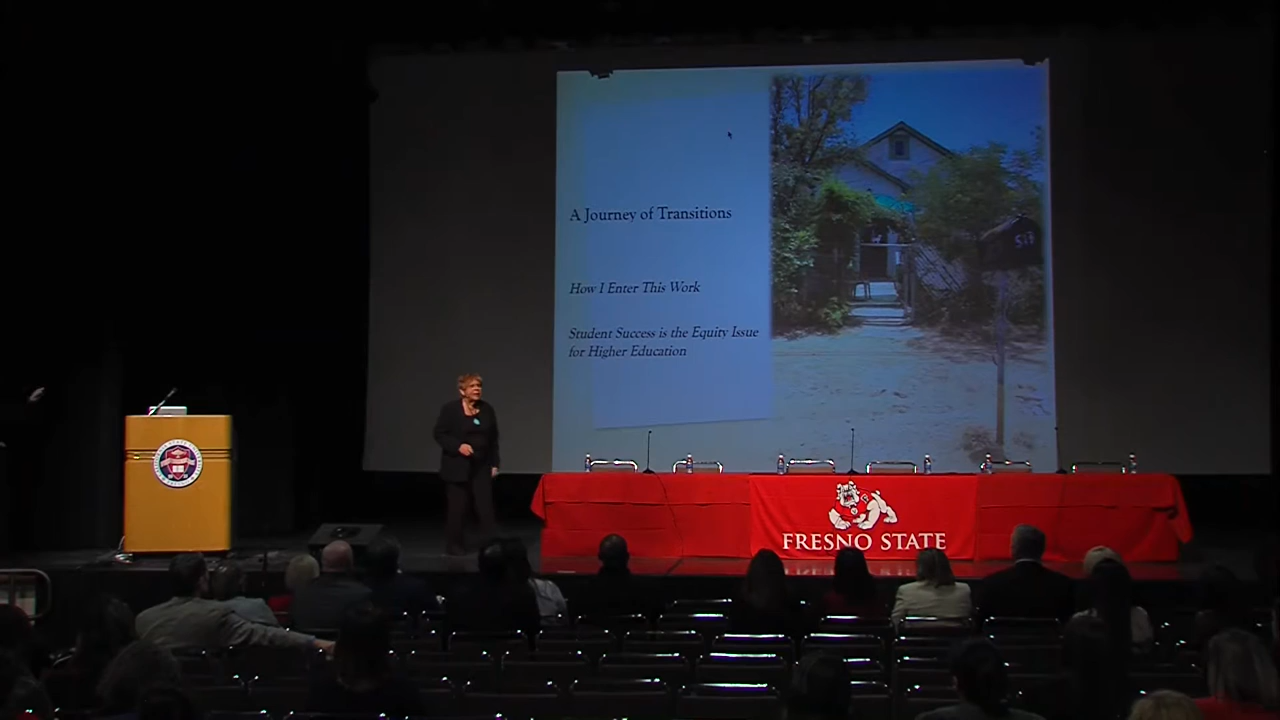 A Journey of Transitions
How I Enter This Work
Student Success is the Equity Issue
for Higher Education
FRESNO STATE